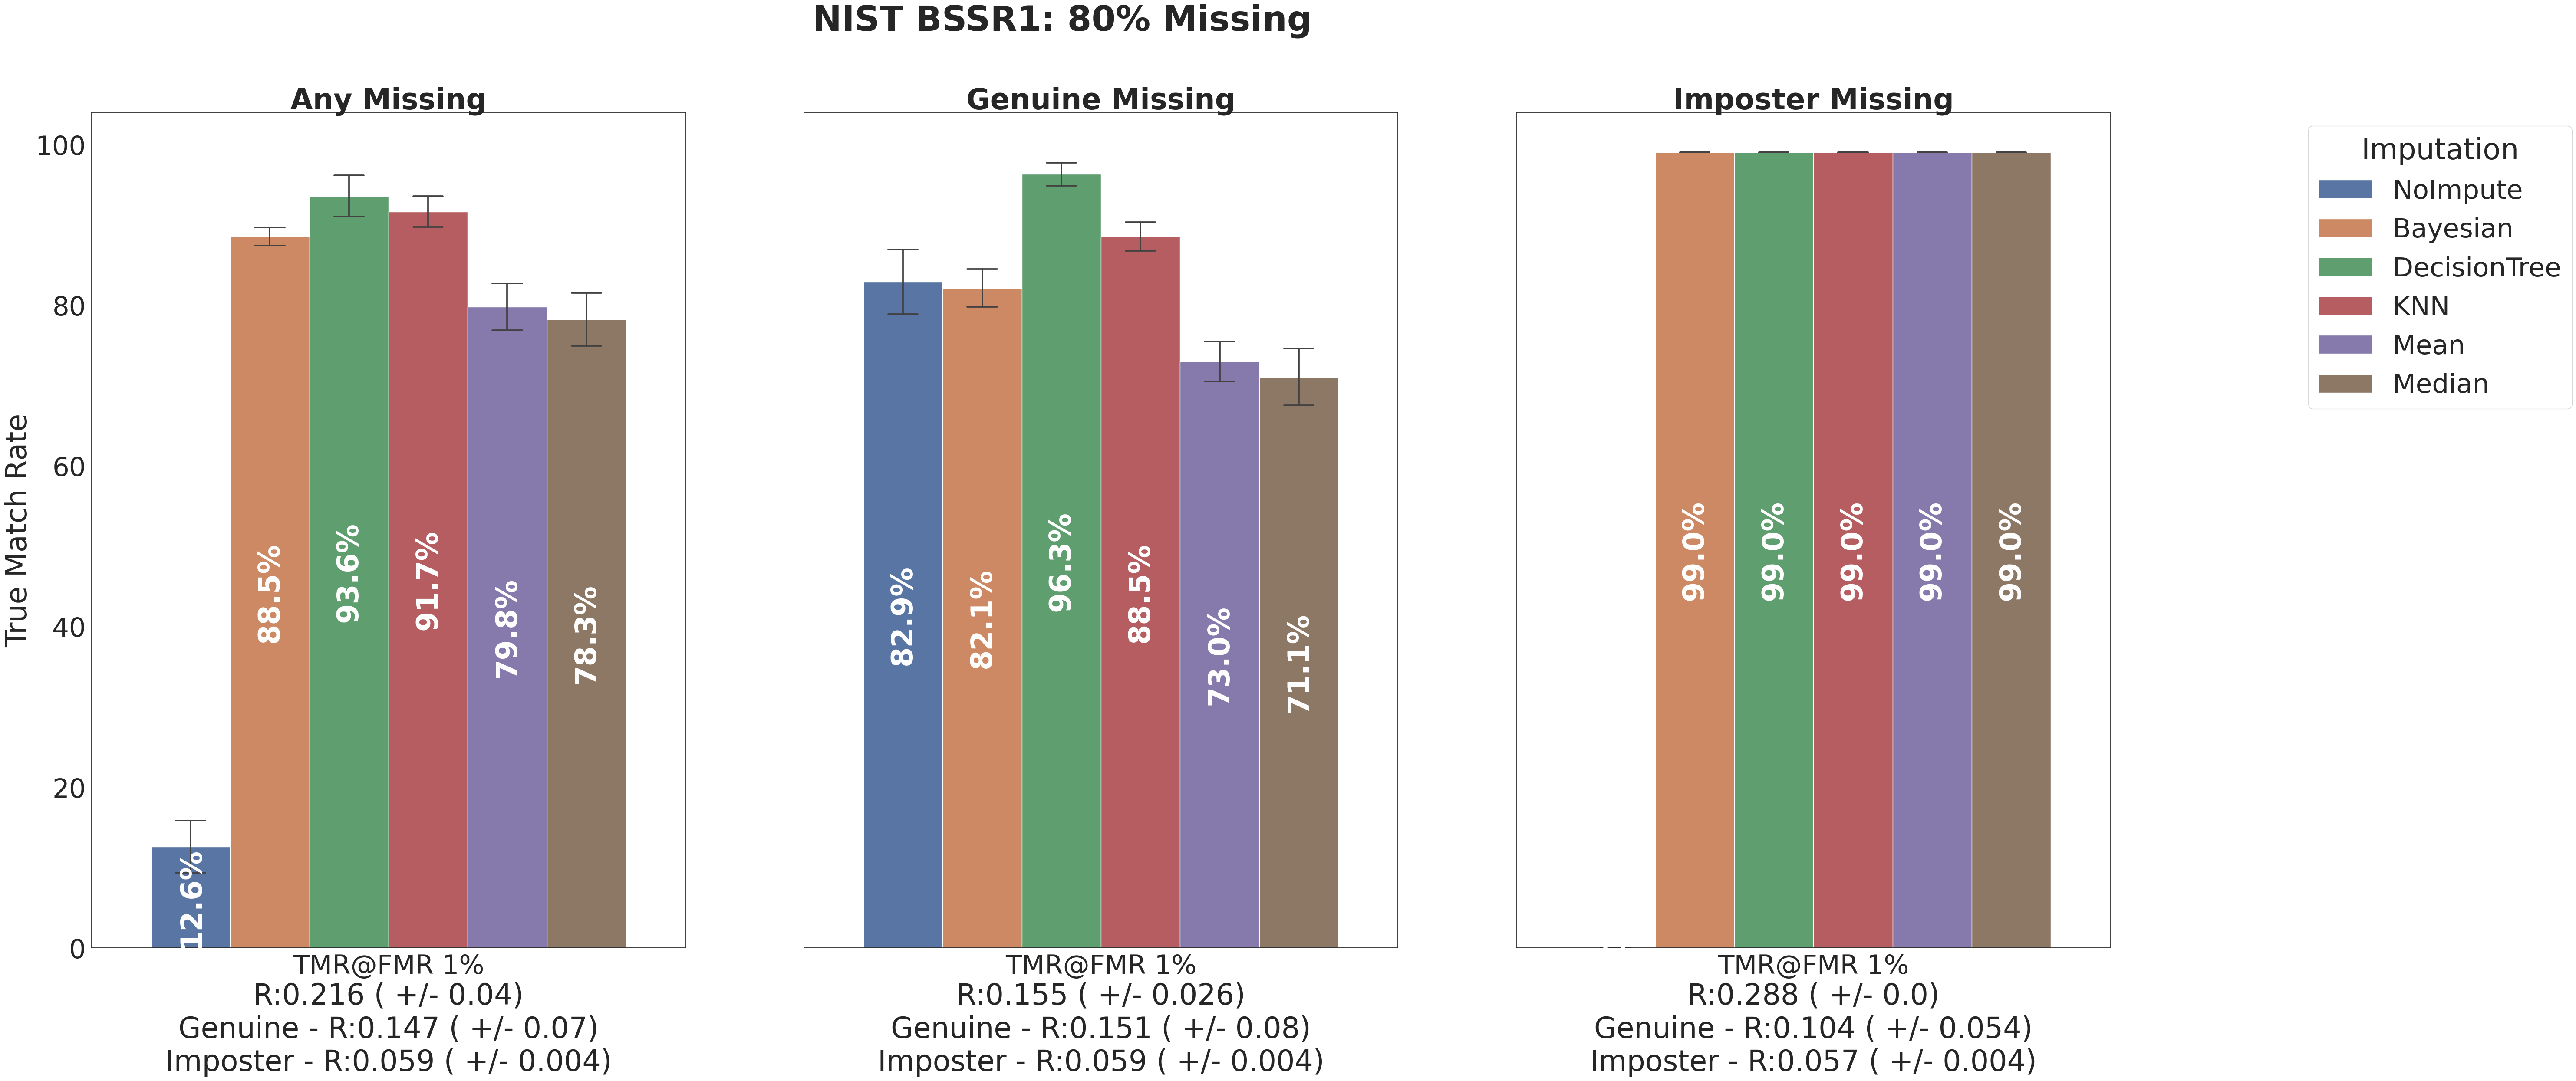 NIST BSSR1: 80% Missing
Any Missing
Genuine Missing
Imposter Missing
True Match Rate
100
80
60
40
20
0
12.6%
88.5%
93.6%
91.7%
79.8%
78.3%
82.9%
82.1%
96.3%
88.5%
73.0%
71.1%
99.0%
99.0%
99.0%
99.0%
99.0%
TMR@FMR 1%
R:0.216 ( +/- 0.04)
Genuine - R:0.147 ( +/- 0.07)
Imposter - R:0.059 ( +/- 0.004)
TMR@FMR 1%
R:0.155 ( +/- 0.026)
Genuine - R:0.151 ( +/- 0.08)
Imposter - R:0.059 ( +/- 0.004)
TMR@FMR 1%
R:0.288 ( +/- 0.0)
Genuine - R:0.104 ( +/- 0.054)
Imposter - R:0.057 ( +/- 0.004)
Imputation
NoImpute
Bayesian
DecisionTree
KNN
Mean
Median